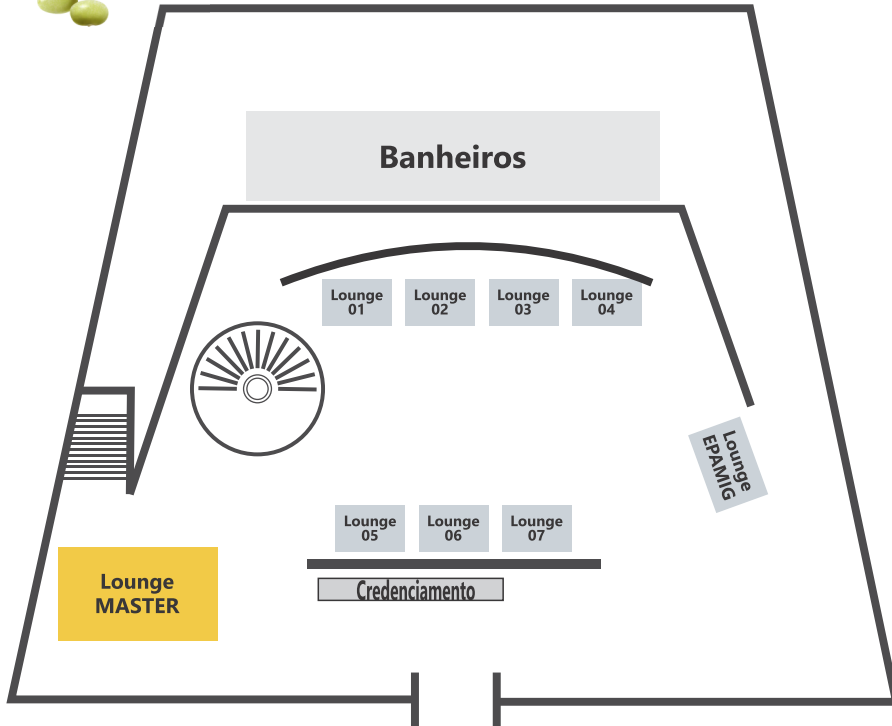 Banheiros
Lounge
01
Lounge
02
Lounge
03
Lounge
04
Lounge
EPAMIG
Lounge
05
Lounge
06
Lounge
07
Lounge
MASTER
Credenciamento